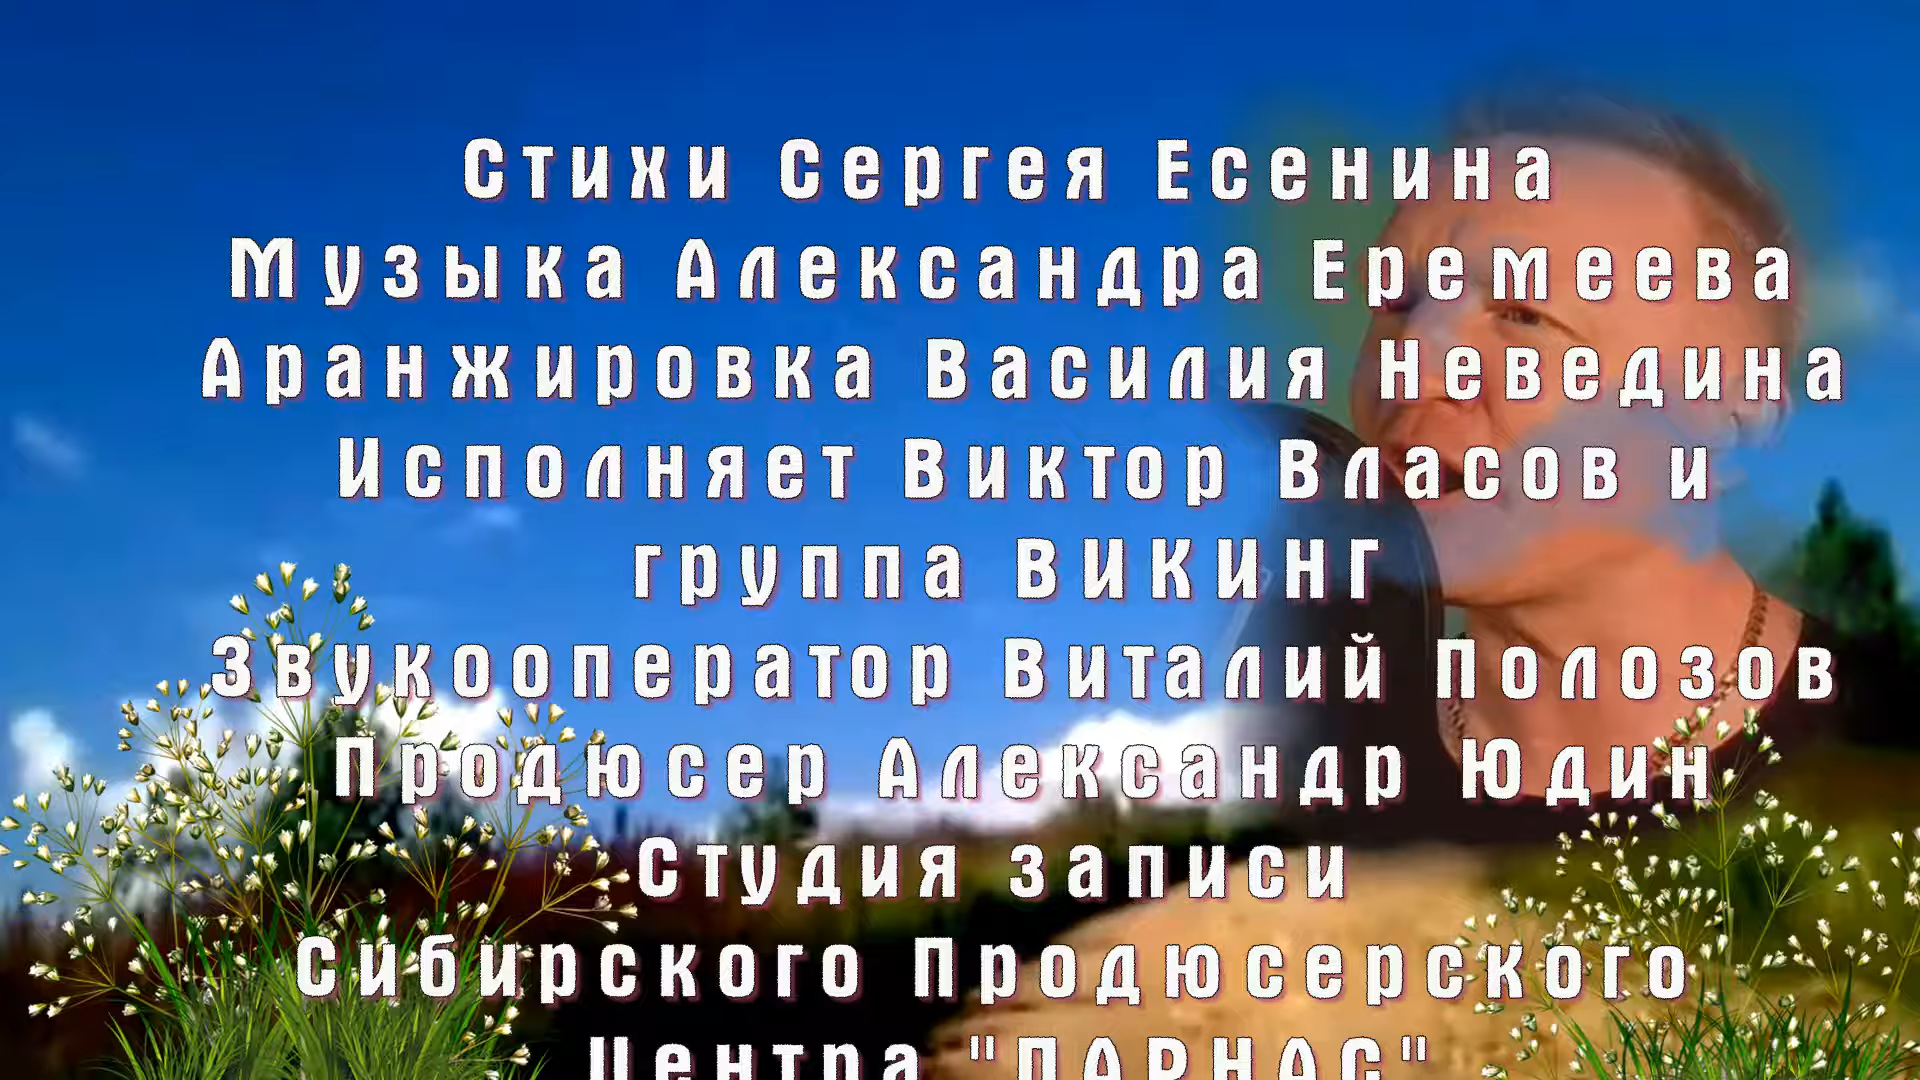 Стихи Сергея Есенина
Музыка Александра Еремеева
Аранжировка Василия Неведина
Исполняет Виктор Власов и
группа ВИКИНГ
Звукооператор Виталий Полозов
Продюсер Александр Юдин
Студия записи
Сибирского Продюсерского
Центра "ПАРНАС"